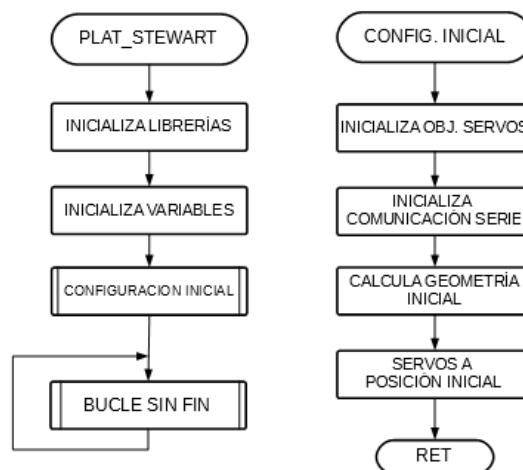 PLAT_STEWART
INICIALIZA LIBRERÍAS
INICIALIZA VARIABLES
CONFIGURACION INICIAL
BUCLE SIN FIN
CONFIG. INICIAL
INICIALIZA OBJ. SERVOS
INICIALIZA
COMUNICACIÓN SERIE
CALCULA GEOMETRÍA
INICIAL
SERVOS A
POSICIÓN INICIAL
RET